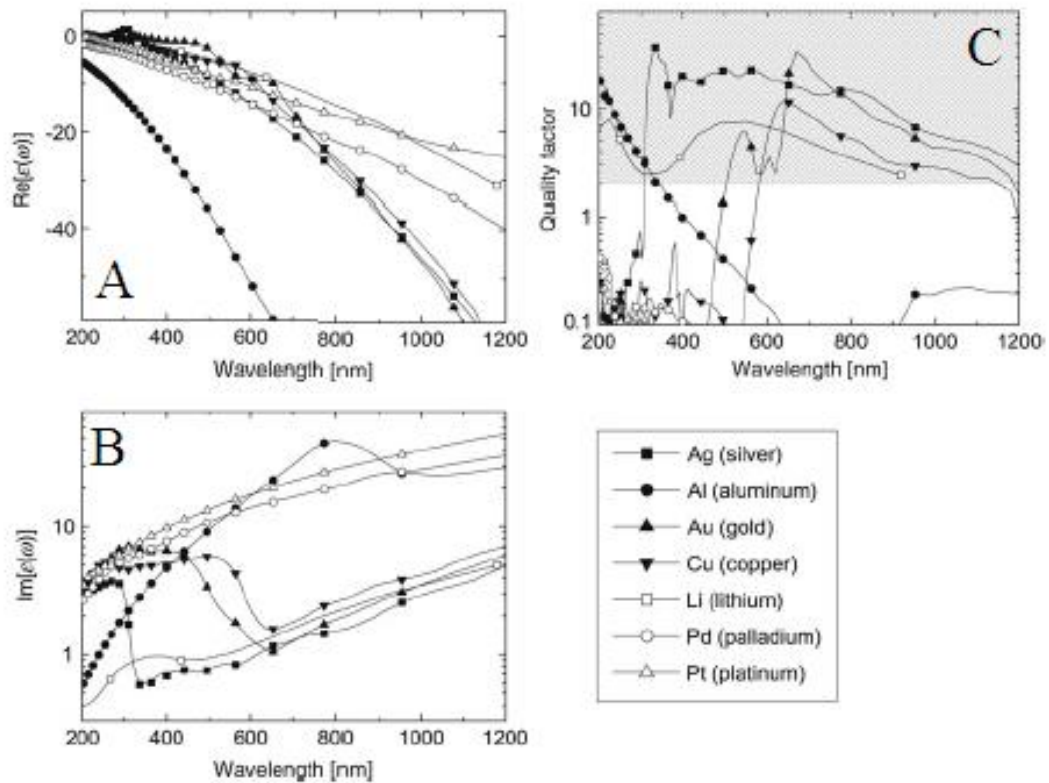 A
0
-20
-40
Re[ε(ω)]
200 400 600 800 1000 1200
Wavelength [nm]
C
10
1
0.1
Quality factor
200 400 600 800 1000 1200
Wavelength [nm]
B
10
1
Im[ε(ω)]
200 400 600 800 1000 1200
Wavelength [nm]
Ag (silver)
Al (aluminum)
Au (gold)
Cu (copper)
Li (lithium)
Pd (palladium)
Pt (platinum)